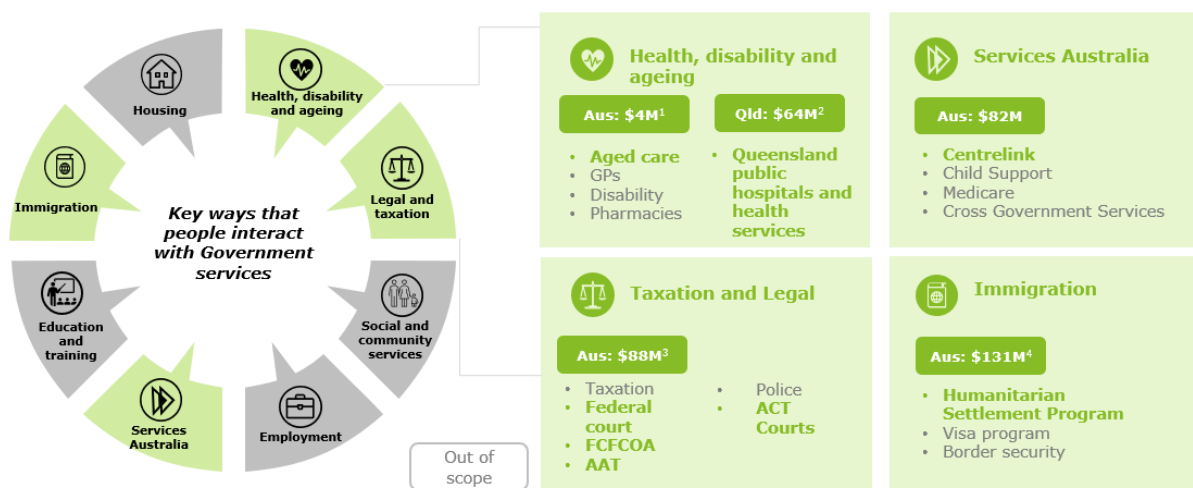 Housing
Health, disability
and ageing
Immigration
Legal and
taxation
Key ways that
people interact
with Government
services
Education
and
training
Social and
community
services
Services
Australia
Employment
Out of
scope
Health, disability and
ageing
Aus: $4M¹
Qld: $64M²
• Aged care
• GPs
• Disability
• Pharmacies
• Queensland
public
hospitals and
health
services
Services Australia
Aus: $82M
• Centrelink
• Child Support
• Medicare
• Cross Government Services
Taxation and Legal
Aus: $88M³
• Taxation
• Federal
court
• FCFCOA
• AAT
• Police
• ACT
Courts
Immigration
Aus: $131M⁴
• Humanitarian
Settlement Program
• Visa program
• Border security